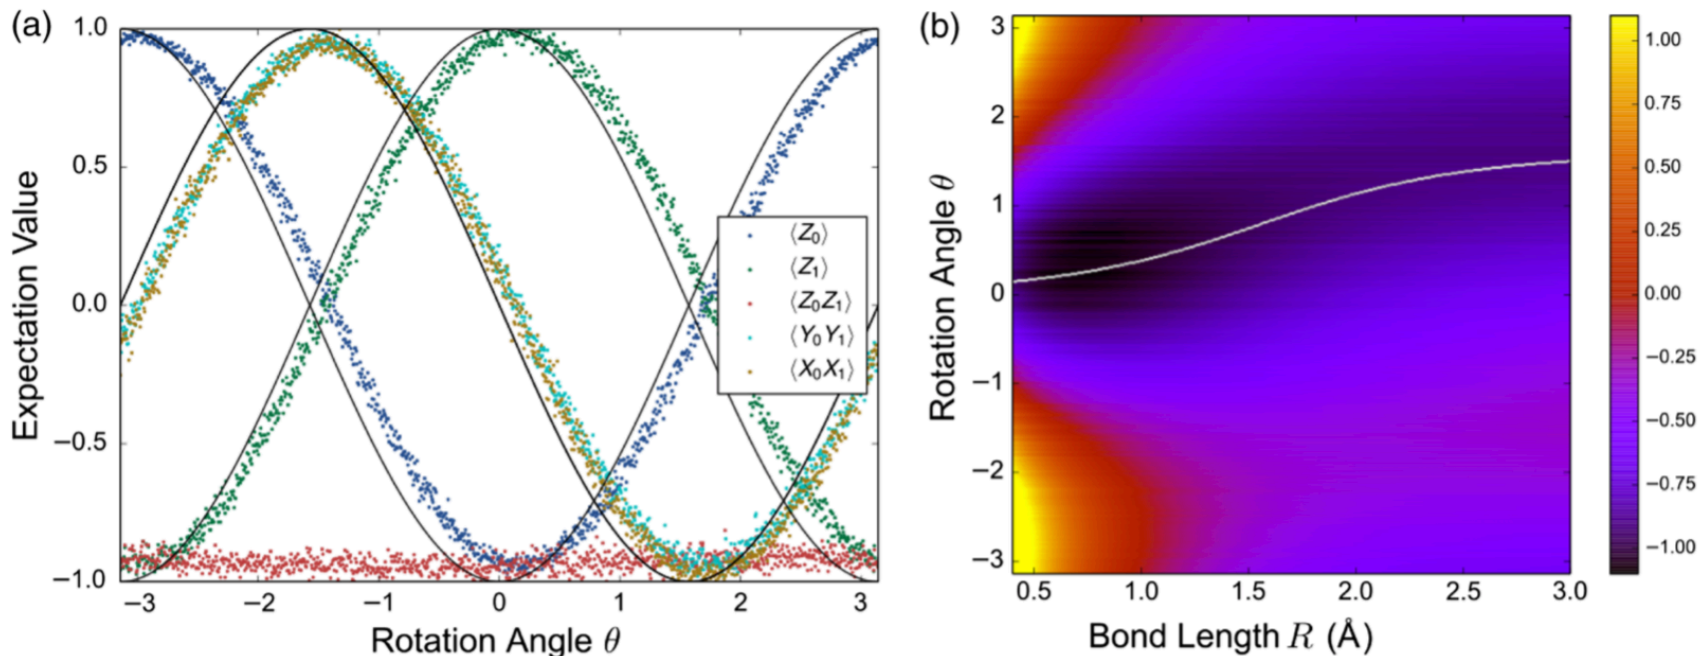 (a)
1.0
0.5
0.0
−0.5
−1.0
Expectation Value
−3 −2 −1 0 1 2 3
Rotation Angle θ
⟨Z₀⟩
⟨Z₁⟩
⟨Z₀Z₁⟩
⟨Y₀Y₁⟩
⟨X₀X₁⟩
(b)
3
2
1
0
−1
−2
−3
Rotation Angle θ
0.5 1.0 1.5 2.0 2.5 3.0
Bond Length R (Å)
1.00
0.75
0.50
0.25
0.00
−0.25
−0.50
−0.75
−1.00